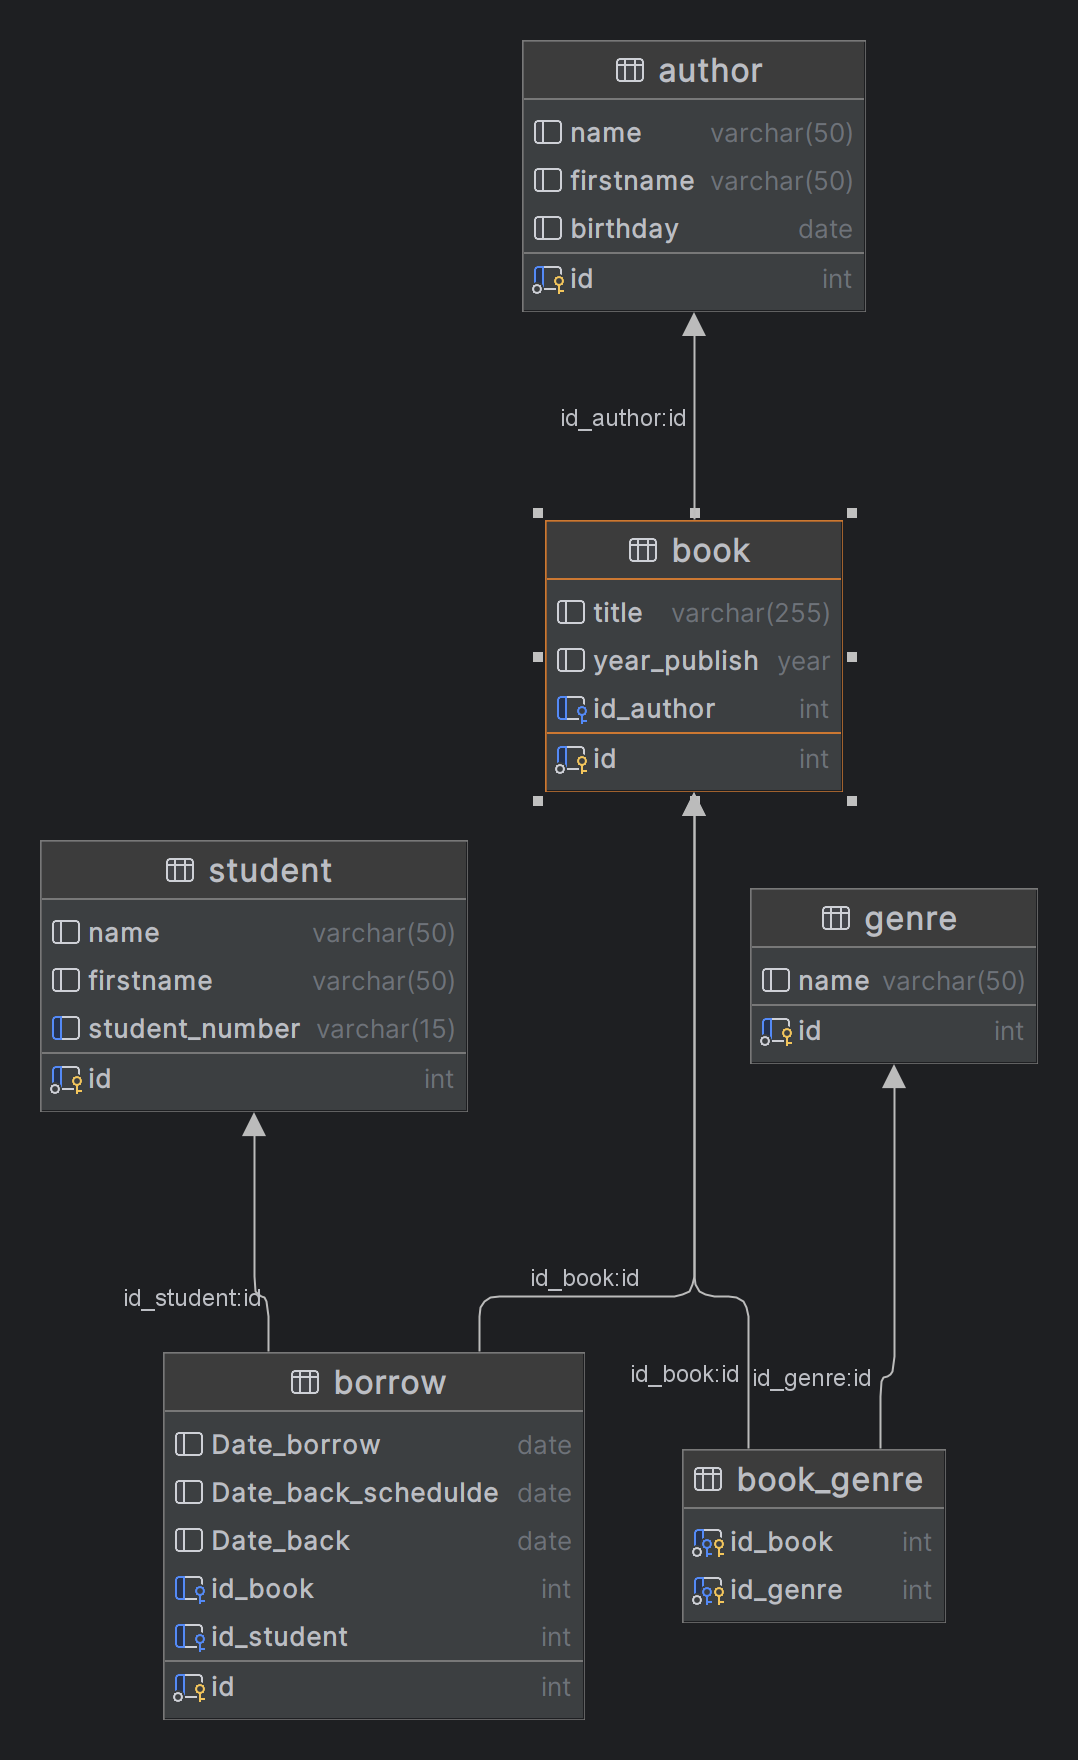 author
name varchar(50)
firstname varchar(50)
birthday date
id int
id_author:id
book
title varchar(255)
year_publish year
id_author int
id int
student
name varchar(50)
firstname varchar(50)
student_number varchar(15)
id int
genre
name varchar(50)
id int
id_student:id
id_book:id
id_book:id
id_genre:id
borrow
Date_borrow date
Date_back_schedulde date
Date_back date
id_book int
id_student int
id int
book_genre
id_book int
id_genre int